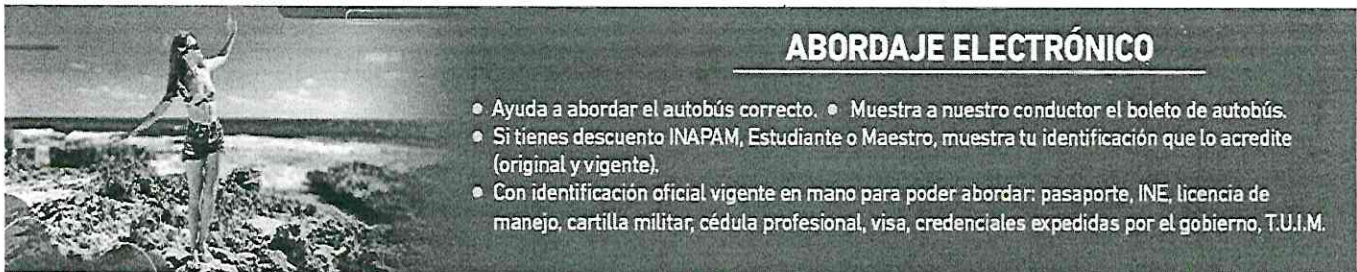 ABORDAJE ELECTRÓNICO
● Ayuda a abordar el autobús correcto. ● Muestra a nuestro conductor el boleto de autobús.
● Si tienes descuento INAPAM, Estudiante o Maestro, muestra tu identificación que lo acredite
(original y vigente).
● Con identificación oficial vigente en mano para poder abordar: pasaporte, INE, licencia de
manejo, cartilla militar, cédula profesional, visa, credenciales expedidas por el gobierno, T.U.I.M.